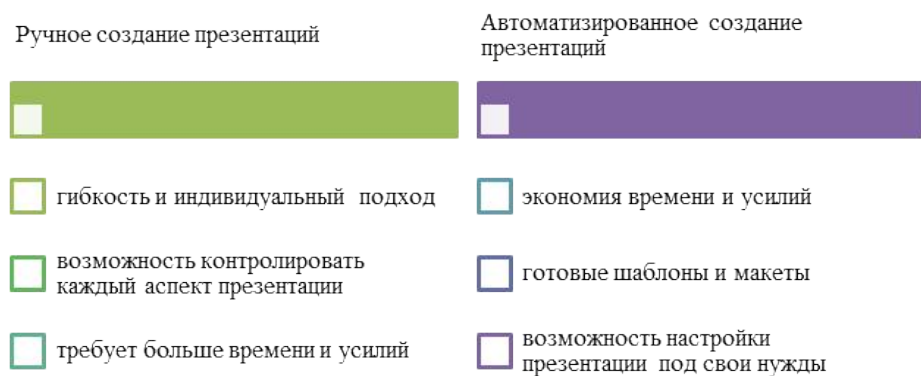 Ручное создание презентаций
Автоматизированное создание
презентаций
гибкость и индивидуальный подход
возможность контролировать
каждый аспект презентации
требует больше времени и усилий
экономия времени и усилий
готовые шаблоны и макеты
возможность настройки
презентации под свои нужды